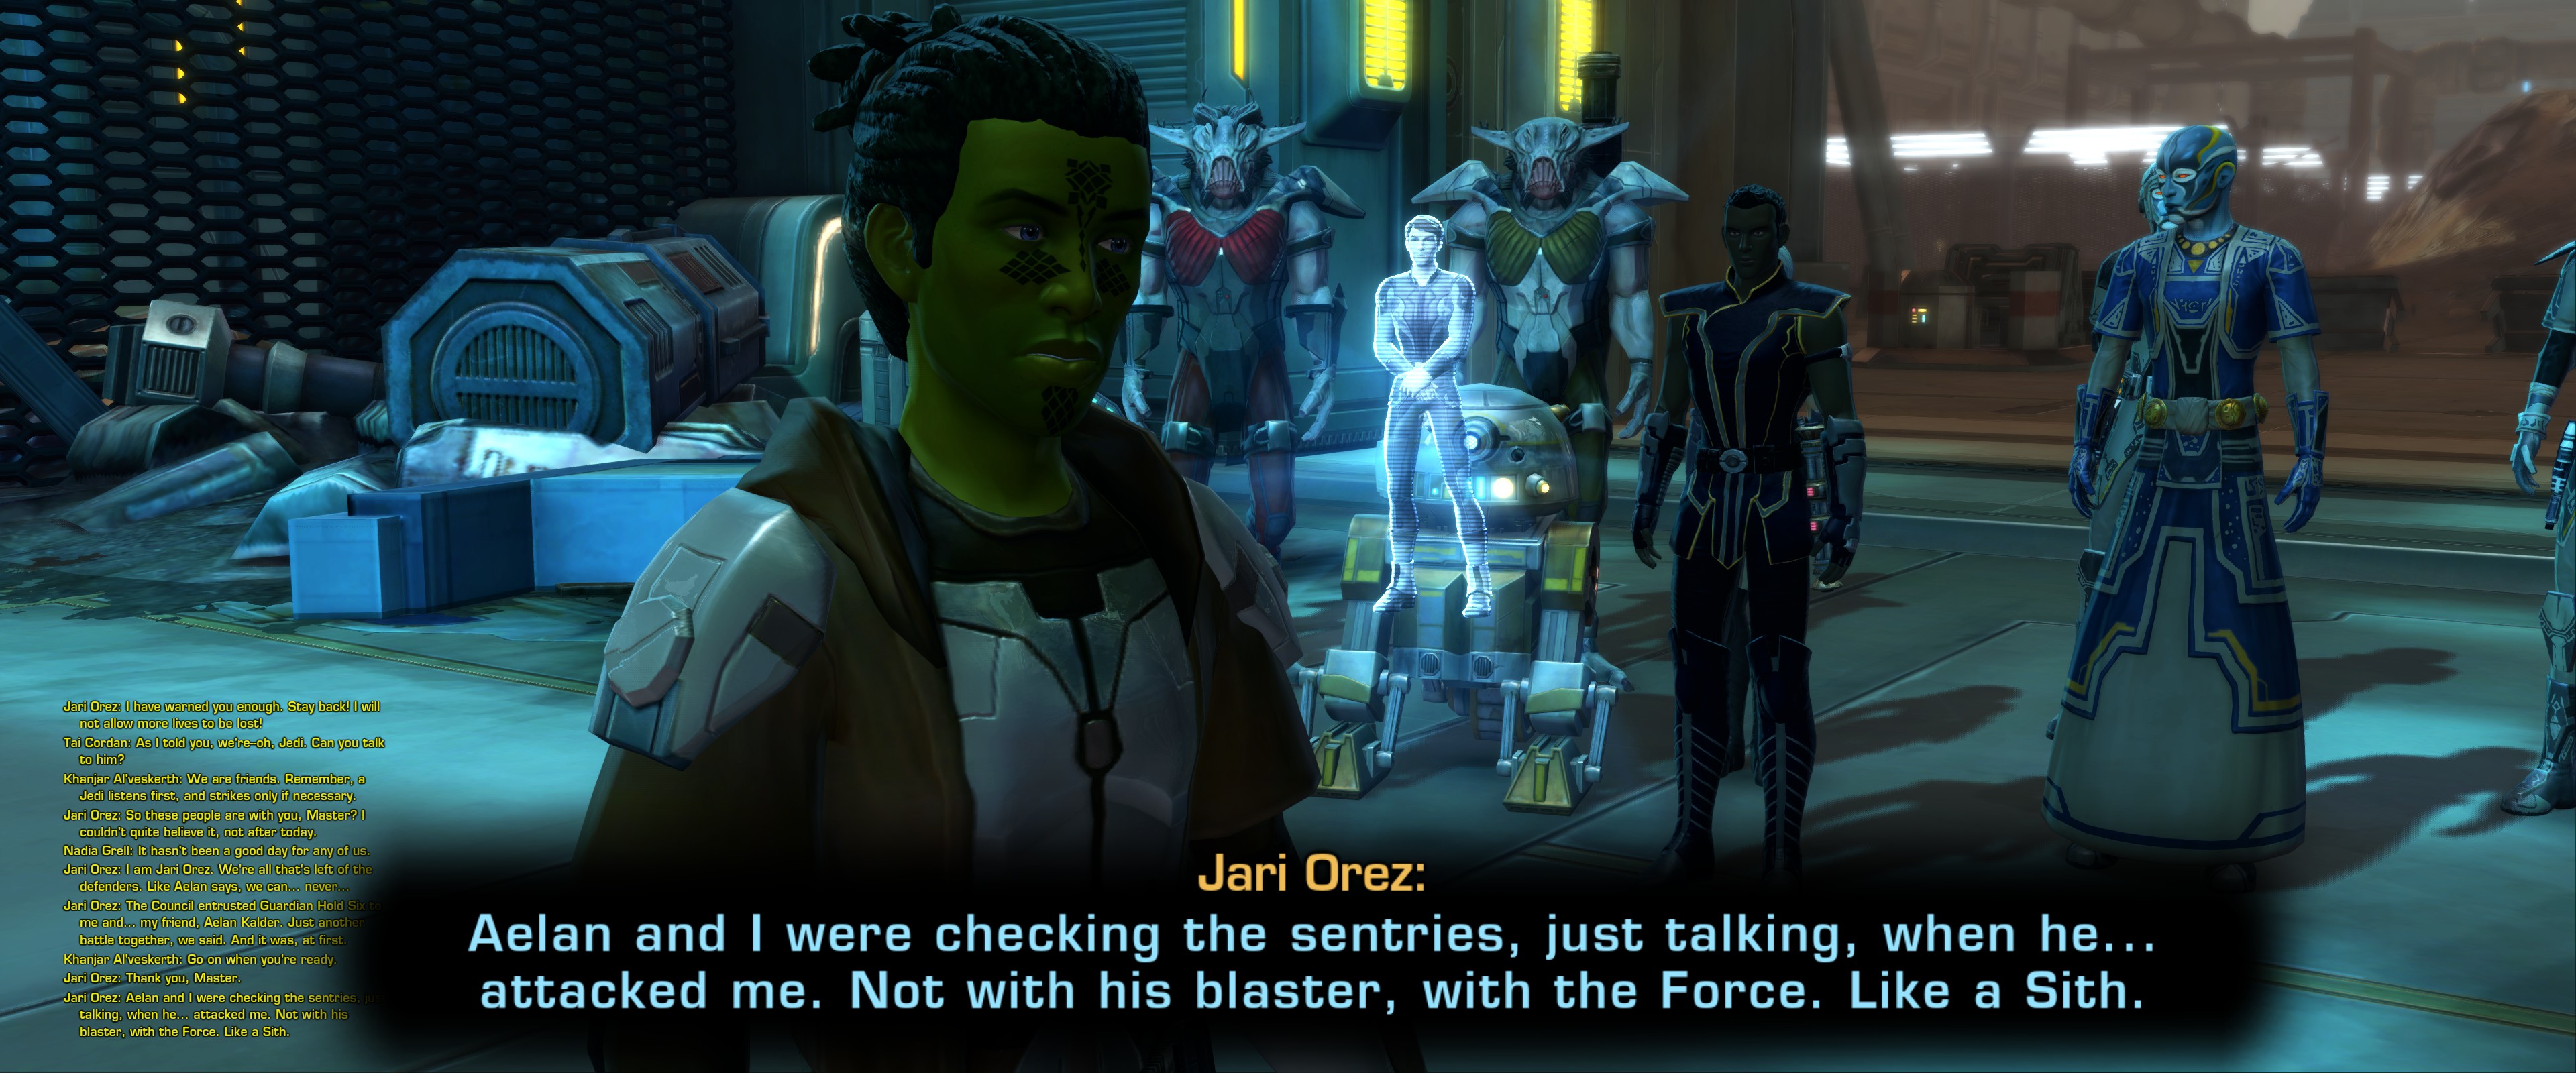 Jari Orez: I have warned you enough. Stay back! I will
not allow more lives to be lost!
Tai Cordan: As I told you, we're–oh, Jedi. Can you talk
to him?
Khanjar Al'veskerth: We are friends. Remember, a
Jedi listens first, and strikes only if necessary.
Jari Orez: So these people are with you, Master? I
couldn't quite believe it, not after today.
Nadia Grell: It hasn't been a good day for any of us.
Jari Orez: I am Jari Orez. We're all that's left of the
defenders. Like Aelan says, we can... never...
Jari Orez: The Council entrusted Guardian Hold Six to
me and... my friend, Aelan Kalder. Just another
battle together, we said. And it was, at first.
Khanjar Al'veskerth: Go on when you're ready.
Jari Orez: Thank you, Master.
Jari Orez: Aelan and I were checking the sentries, just
talking, when he... attacked me. Not with his
blaster, with the Force. Like a Sith.
Jari Orez:
Aelan and I were checking the sentries, just talking, when he...
attacked me. Not with his blaster, with the Force. Like a Sith.